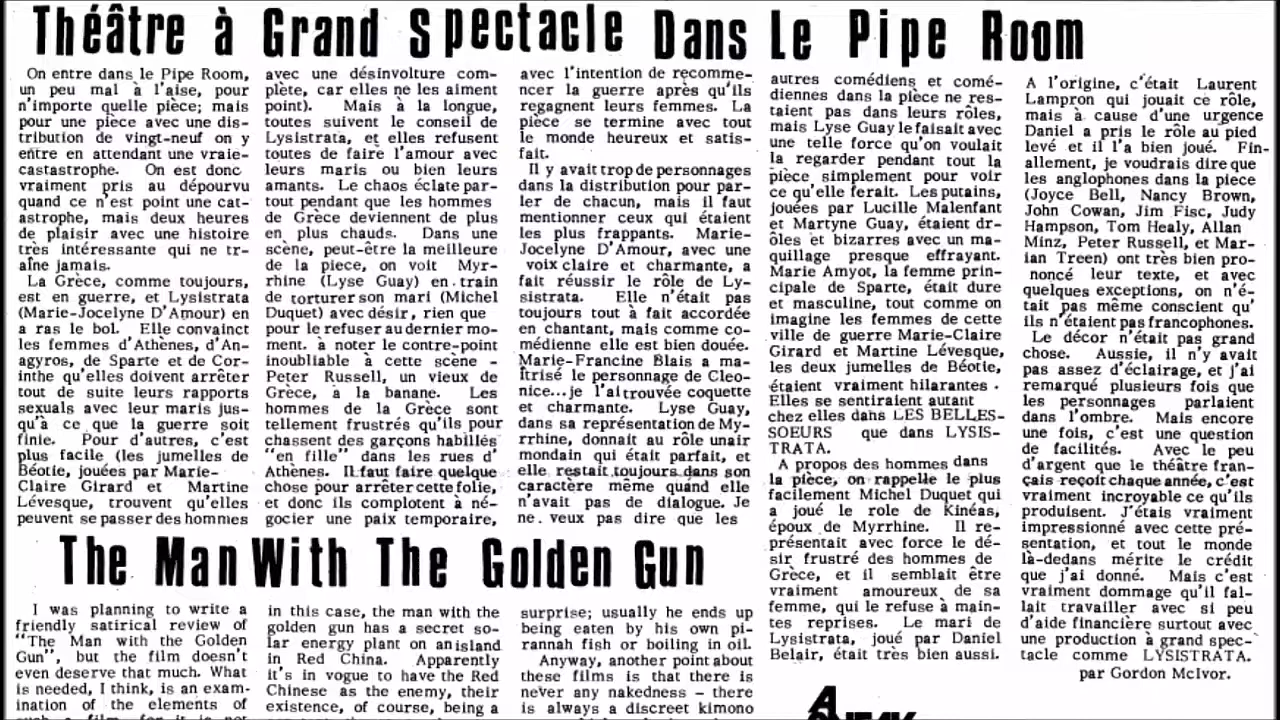 Théâtre à Grand Spectacle Dans Le Pipe Room
On entre dans le Pipe Room,
un peu mal à l'aise, pour
n'importe quelle pièce; mais
pour une pièce avec une dis-
tribution de vingt-neuf on y
entre en attendant une vraie-
castastrophe. On est donc
vraiment pris au dépourvu
quand ce n'est point une cat-
astrophe, mais deux heures
de plaisir avec une histoire
très intéressante qui ne tr-
aîne jamais.
La Grèce, comme toujours,
est en guerre, et Lysistrata
(Marie-Jocelyne D'Amour) en
a ras le bol. Elle convainct
les femmes d'Athènes, d'An-
agyros, de Sparte et de Cor-
inthe qu'elles doivent arrêter
tout de suite leurs rapports
sexuals avec leur maris jus-
qu'à ce que la guerre soit
finie. Pour d'autres, c'est
plus facile (les jumelles de
Béotie, jouées par Marie-
Claire Girard et Martine
Lévesque, trouvent qu'elles
peuvent se passer des hommes
avec une désinvolture com-
plète, car elles ne les aiment
point). Mais à la longue,
toutes suivent le conseil de
Lysistrata, et elles refusent
toutes de faire l'amour avec
leurs maris ou bien leurs
amants. Le chaos éclate par-
tout pendant que les hommes
de Grèce deviennent de plus
en plus chauds. Dans une
scène, peut-être la meilleure
de la piece, on voit Myr-
rhine (Lyse Guay) en train
de torturer son mari (Michel
Duquet) avec désir, rien que
pour le refuser au dernier mo-
ment. à noter le contre-point
inoubliable à cette scène -
Peter Russell, un vieux de
Grèce, à la banane. Les
hommes de la Grèce sont
tellement frustrés qu'ils pour
chassent des garçons habillés
"en fille" dans les rues d'
Athènes. Il faut faire quelque
chose pour arrêter cette folie,
et donc ils complotent à né-
gocier une paix temporaire,
avec l'intention de recomme-
ncer la guerre après qu'ils
regagnent leurs femmes. La
pièce se termine avec tout
le monde heureux et satis-
fait.
Il y avait trop de personnages
dans la distribution pour par-
ler de chacun, mais il faut
mentionner ceux qui étaient
les plus frappants. Marie-
Jocelyne D'Amour, avec une
voix claire et charmante, a
fait réussir le rôle de Ly-
sistrata. Elle n'était pas
toujours tout à fait accordée
en chantant, mais comme co-
médienne elle est bien douée.
Marie-Francine Blais a ma-
îtrisé le personnage de Cleo-
nice...je l'ai trouvée coquette
et charmante. Lyse Guay,
dans sa représentation de My-
rrhine, donnait au rôle unair
mondain qui était parfait, et
elle restait toujours dans son
caractère même quand elle
n'avait pas de dialogue. Je
ne veux pas dire que les
autres comédiens et comé-
diennes dans la pièce ne res-
taient pas dans leurs rôles,
mais Lyse Guay le faisait avec
une telle force qu'on voulait
la regarder pendant tout la
pièce simplement pour voir
ce qu'elle ferait. Les putains,
jouées par Lucille Malenfant
et Martyne Guay, étaient dr-
ôles et bizarres avec un ma-
quillage presque effrayant.
Marie Amyot, la femme prin-
cipale de Sparte, était dure
et masculine, tout comme on
imagine les femmes de cette
ville de guerre Marie-Claire
Girard et Martine Lévesque,
les deux jumelles de Béotie,
étaient vraiment hilarantes.
Elles se sentiraient autant
chez elles dans LES BELLES-
SOEURS que dans LYSIS-
TRATA.
A propos des hommes dans
la pièce, on rappelle le plus
facilement Michel Duquet qui
a joué le role de Kinéas,
époux de Myrrhine. Il re-
présentait avec force le dé-
sir frustré des hommes de
Grèce, et il semblait être
vraiment amoureux de sa
femme, qui le refuse à main-
tes reprises. Le mari de
Lysistrata, joué par Daniel
Belair, était très bien aussi.
A l'origine, c'était Laurent
Lampron qui jouait ce rôle,
mais à cause d'une urgence
Daniel a pris le rôle au pied
levé et il l'a bien joué. Fin-
allement, je voudrais dire que
les anglophones dans la piece
(Joyce Bell, Nancy Brown,
John Cowan, Jim Fisc, Judy
Hampson, Tom Healy, Allan
Minz, Peter Russell, et Mar-
ian Treen) ont très bien pro-
noncé leur texte, et avec
quelques exceptions, on n'é-
tait pas même conscient qu'
ils n'étaient pas francophones.
Le décor n'était pas grand
chose. Aussie, il n'y avait
pas assez d'éclairage, et j'ai
remarqué plusieurs fois que
les personnages parlaient
dans l'ombre. Mais encore
une fois, c'est une question
de facilités. Avec le peu
d'argent que le théâtre fran-
çais reçoit chaque année, c'est
vraiment incroyable ce qu'ils
produisent. J'étais vraiment
impressionné avec cette pré-
sentation, et tout le monde
là-dedans mérite le crédit
que j'ai donné. Mais c'est
vraiment dommage qu'il fal-
lait travailler avec si peu
d'aide financière surtout avec
une production à grand spec-
tacle comme LYSISTRATA.
par Gordon McIvor.
The Man With The Golden Gun
I was planning to write a
friendly satirical review of
"The Man with the Golden
Gun", but the film doesn't
even deserve that much. What
is needed, I think, is an exam-
ination of the elements of
such a film, for it is not
in this case, the man with the
golden gun has a secret so-
lar energy plant on an island
in Red China. Apparently
it's in vogue to have the Red
Chinese as the enemy, their
existence, of course, being a
surprise; usually he ends up
being eaten by his own pi-
rannah fish or boiling in oil.
Anyway, another point about
these films is that there is
never any nakedness - there
is always a discreet kimono
A